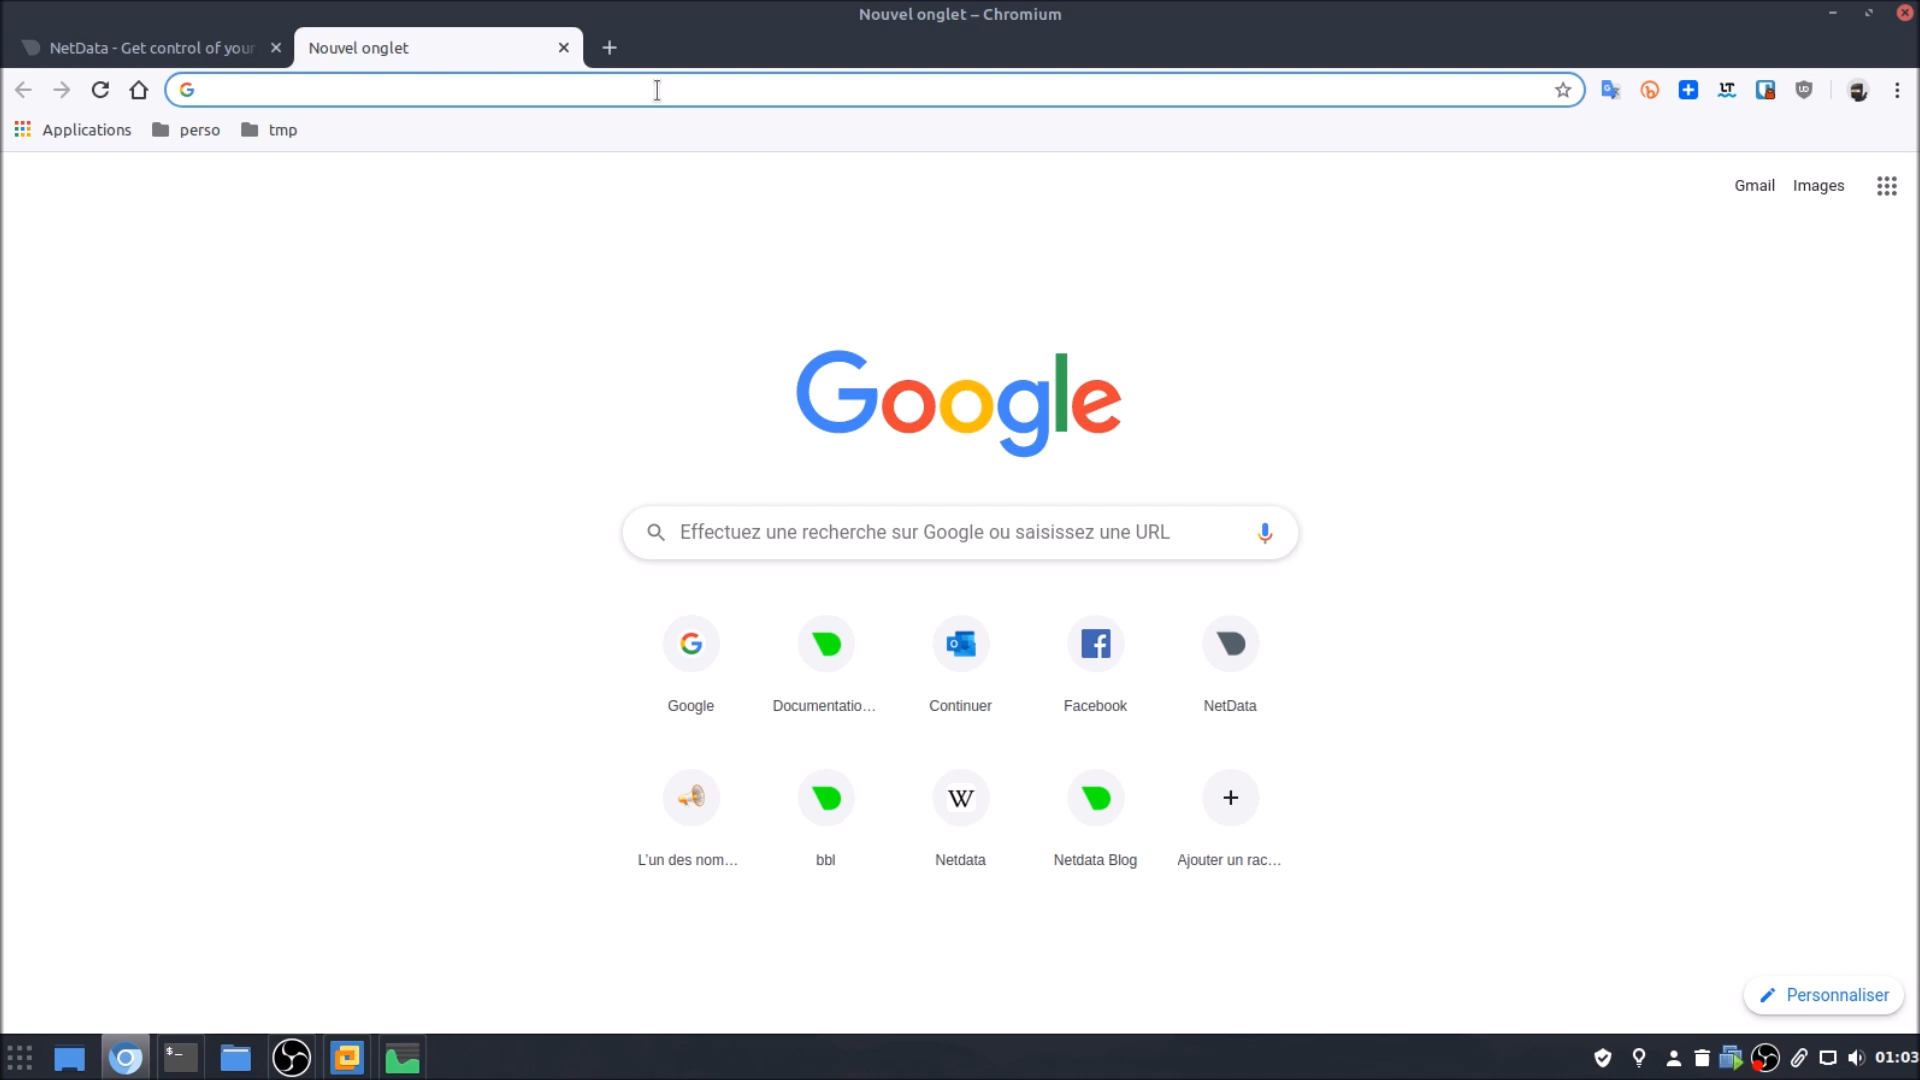 Nouvel onglet – Chromium
NetData - Get control of your
Nouvel onglet
Applications
perso
tmp
Gmail
Images
Google
Effectuez une recherche sur Google ou saisissez une URL
Google
Documentatio…
Continuer
Facebook
NetData
L'un des nom…
bbl
Netdata
Netdata Blog
Ajouter un rac…
Personnaliser
01:03